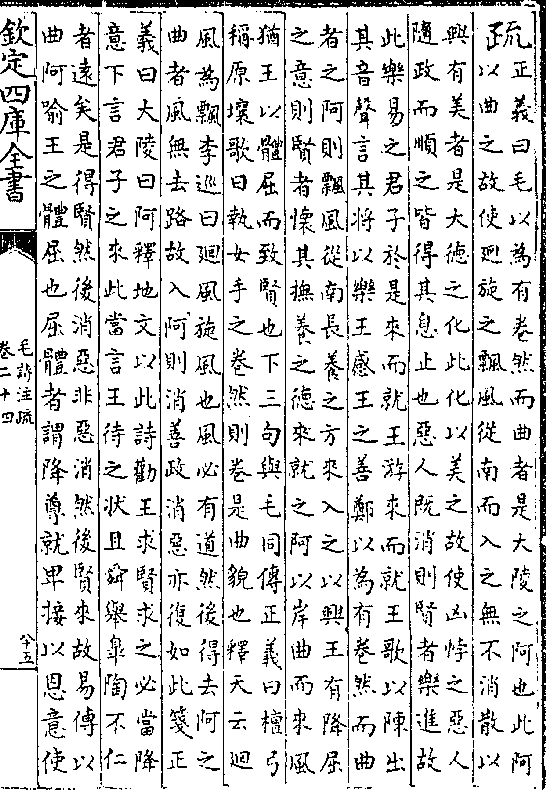 疏正義曰毛以為有卷然而曲者是大陵之阿也此阿
以曲之故使廻旋之飄風從南而入之無不消散以
興有美者是大德之化此化以美之故使凶悖之惡人
隨政而順之皆得其息止也惡人既消則賢者樂進故
此樂易之君子於是來而就王游來而就王歌以陳出
其音聲言其將以樂王感王之善鄭以為有卷然而曲
者之阿則飄風從南長養之方來入之以興王有降屈
之意則賢者懷其撫養之德來就之阿以岸曲而來風
猶王以體屈而致賢也下三句與毛同傳正義曰檀弓
稱原壤歌曰執女手之卷然則卷是曲貌也釋天云廻
風為飄李巡曰廻風旋風也風必有道然後得去阿之
曲者風無去路故入阿則消善政消惡亦復如此箋正
義曰大陵曰阿釋地文以此詩勸王求賢求之必當降
意下言君子之來此當言王待之狀且舜舉臯陶不仁
者遠矣是得賢然後消惡非惡消然後賢來故易傳以
曲阿喻王之體屈也屈體者謂降尊就卑接以恩意使
欽定四庫全書
毛詩注疏
卷二十四
八十五